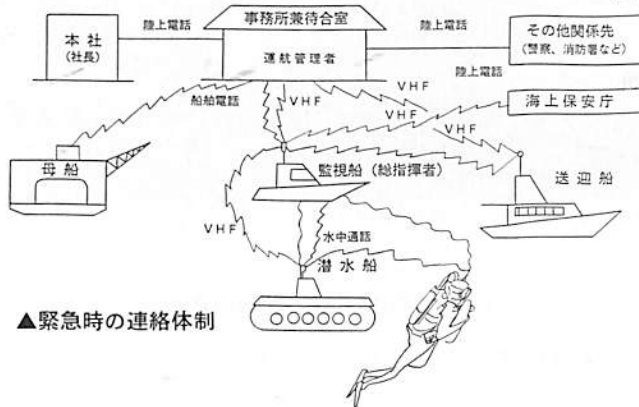 事務所兼待合室
運航管理者
本社
(社長)
陸上電話
陸上電話
その他関係先
(警察、消防署など)
陸上電話
海上保安庁
船舶電話
VHF
VHF
VHF
VHF
母船
監視船(総指揮者)
送迎船
VHF
水中通話
潜水船
▲緊急時の連絡体制